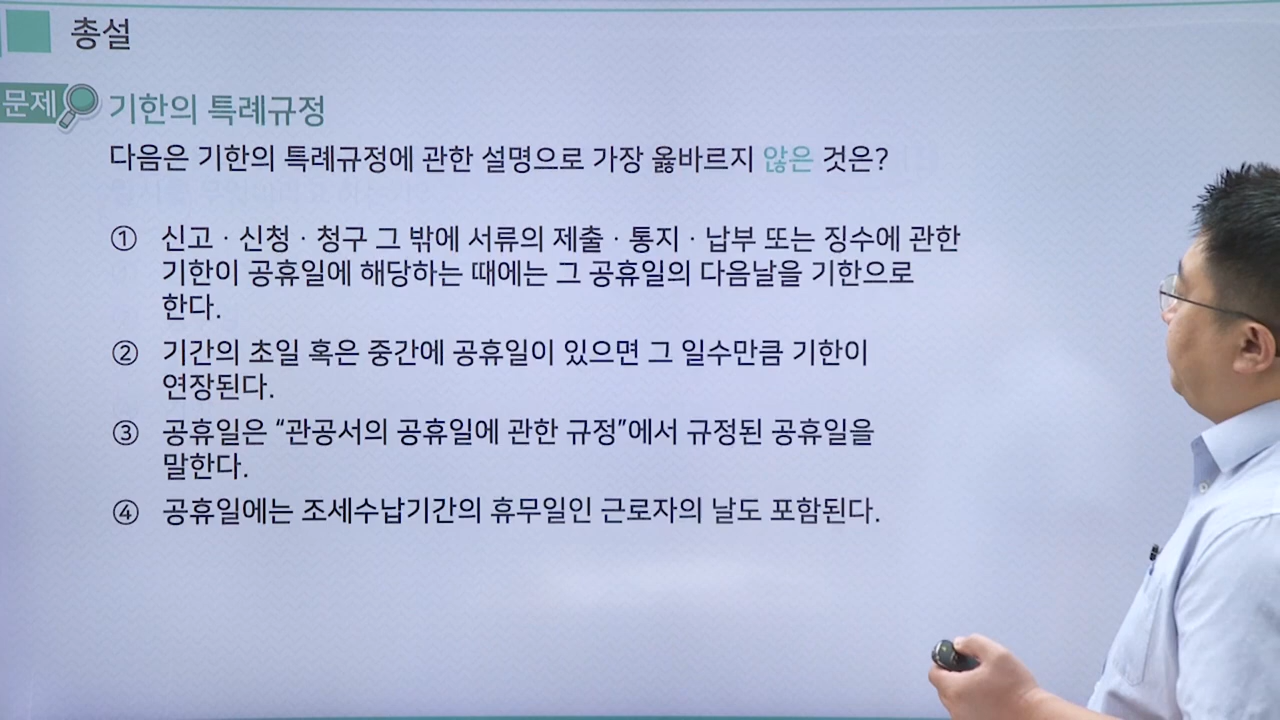 총설
문제 기한의 특례규정
다음은 기한의 특례규정에 관한 설명으로 가장 옳바르지 않은 것은?
① 신고 · 신청 · 청구 그 밖에 서류의 제출 · 통지 · 납부 또는 징수에 관한
기한이 공휴일에 해당하는 때에는 그 공휴일의 다음날을 기한으로
한다.
② 기간의 초일 혹은 중간에 공휴일이 있으면 그 일수만큼 기한이
연장된다.
③ 공휴일은 “관공서의 공휴일에 관한 규정”에서 규정된 공휴일을
말한다.
④ 공휴일에는 조세수납기간의 휴무일인 근로자의 날도 포함된다.